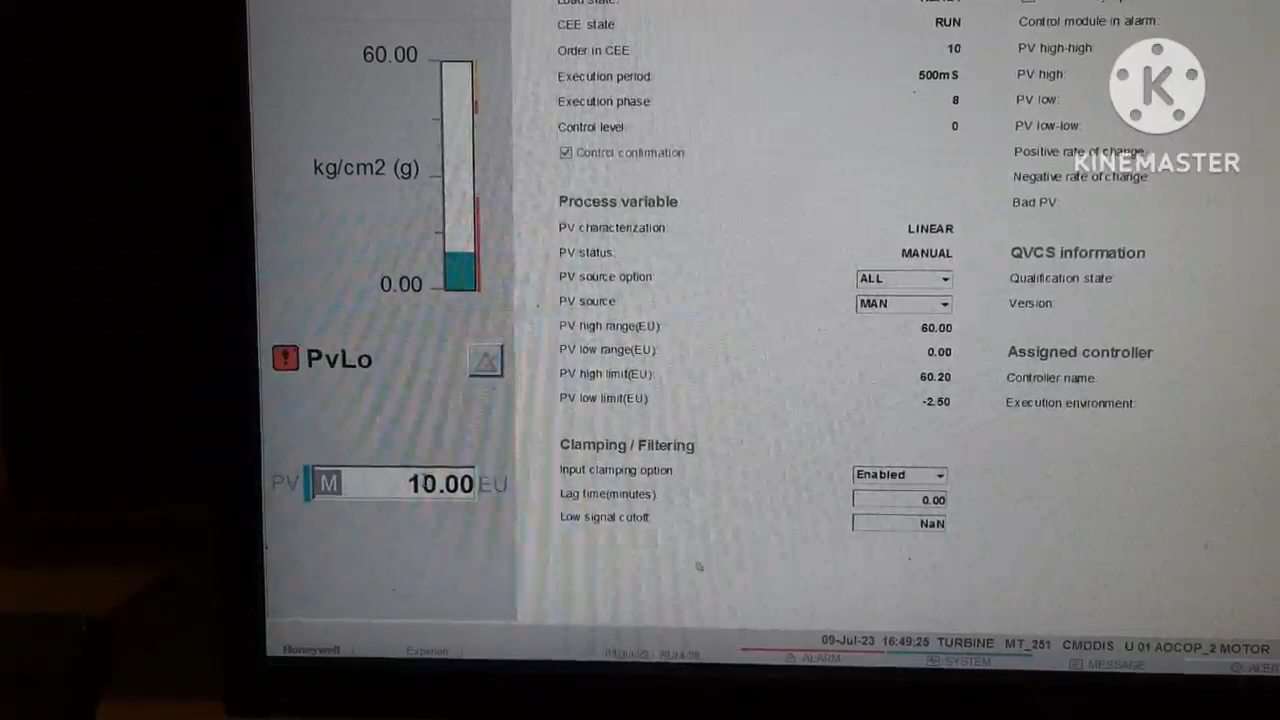 60.00
kg/cm2 (g)
0.00
PvLo
PV M 10.00 EU
CEE state RUN
Order in CEE 10
Execution period: 500mS
Execution phase: 8
Control level: 0
Control confirmation
Process variable
PV characterization: LINEAR
PV status: MANUAL
PV source option: ALL
PV source MAN
PV high range(EU): 60.00
PV low range(EU): 0.00
PV high limit(EU): 60.20
PV low limit(EU): -2.50
Clamping / Filtering
Input clamping option Enabled
Lag time(minutes) 0.00
Low signal cutoff: NaN
Control module in alarm:
PV high-high:
PV high:
PV low:
PV low-low:
Positive rate of change:
Negative rate of change:
Bad PV:
QVCS information
Qualification state:
Version:
Assigned controller
Controller name:
Execution environment:
KINEMASTER
09-Jul-23 16:49:25 TURBINE MT_251 CMDDIS U 01 AOCOP_2 MOTOR
Honeywell Experion
ALARM SYSTEM MESSAGE